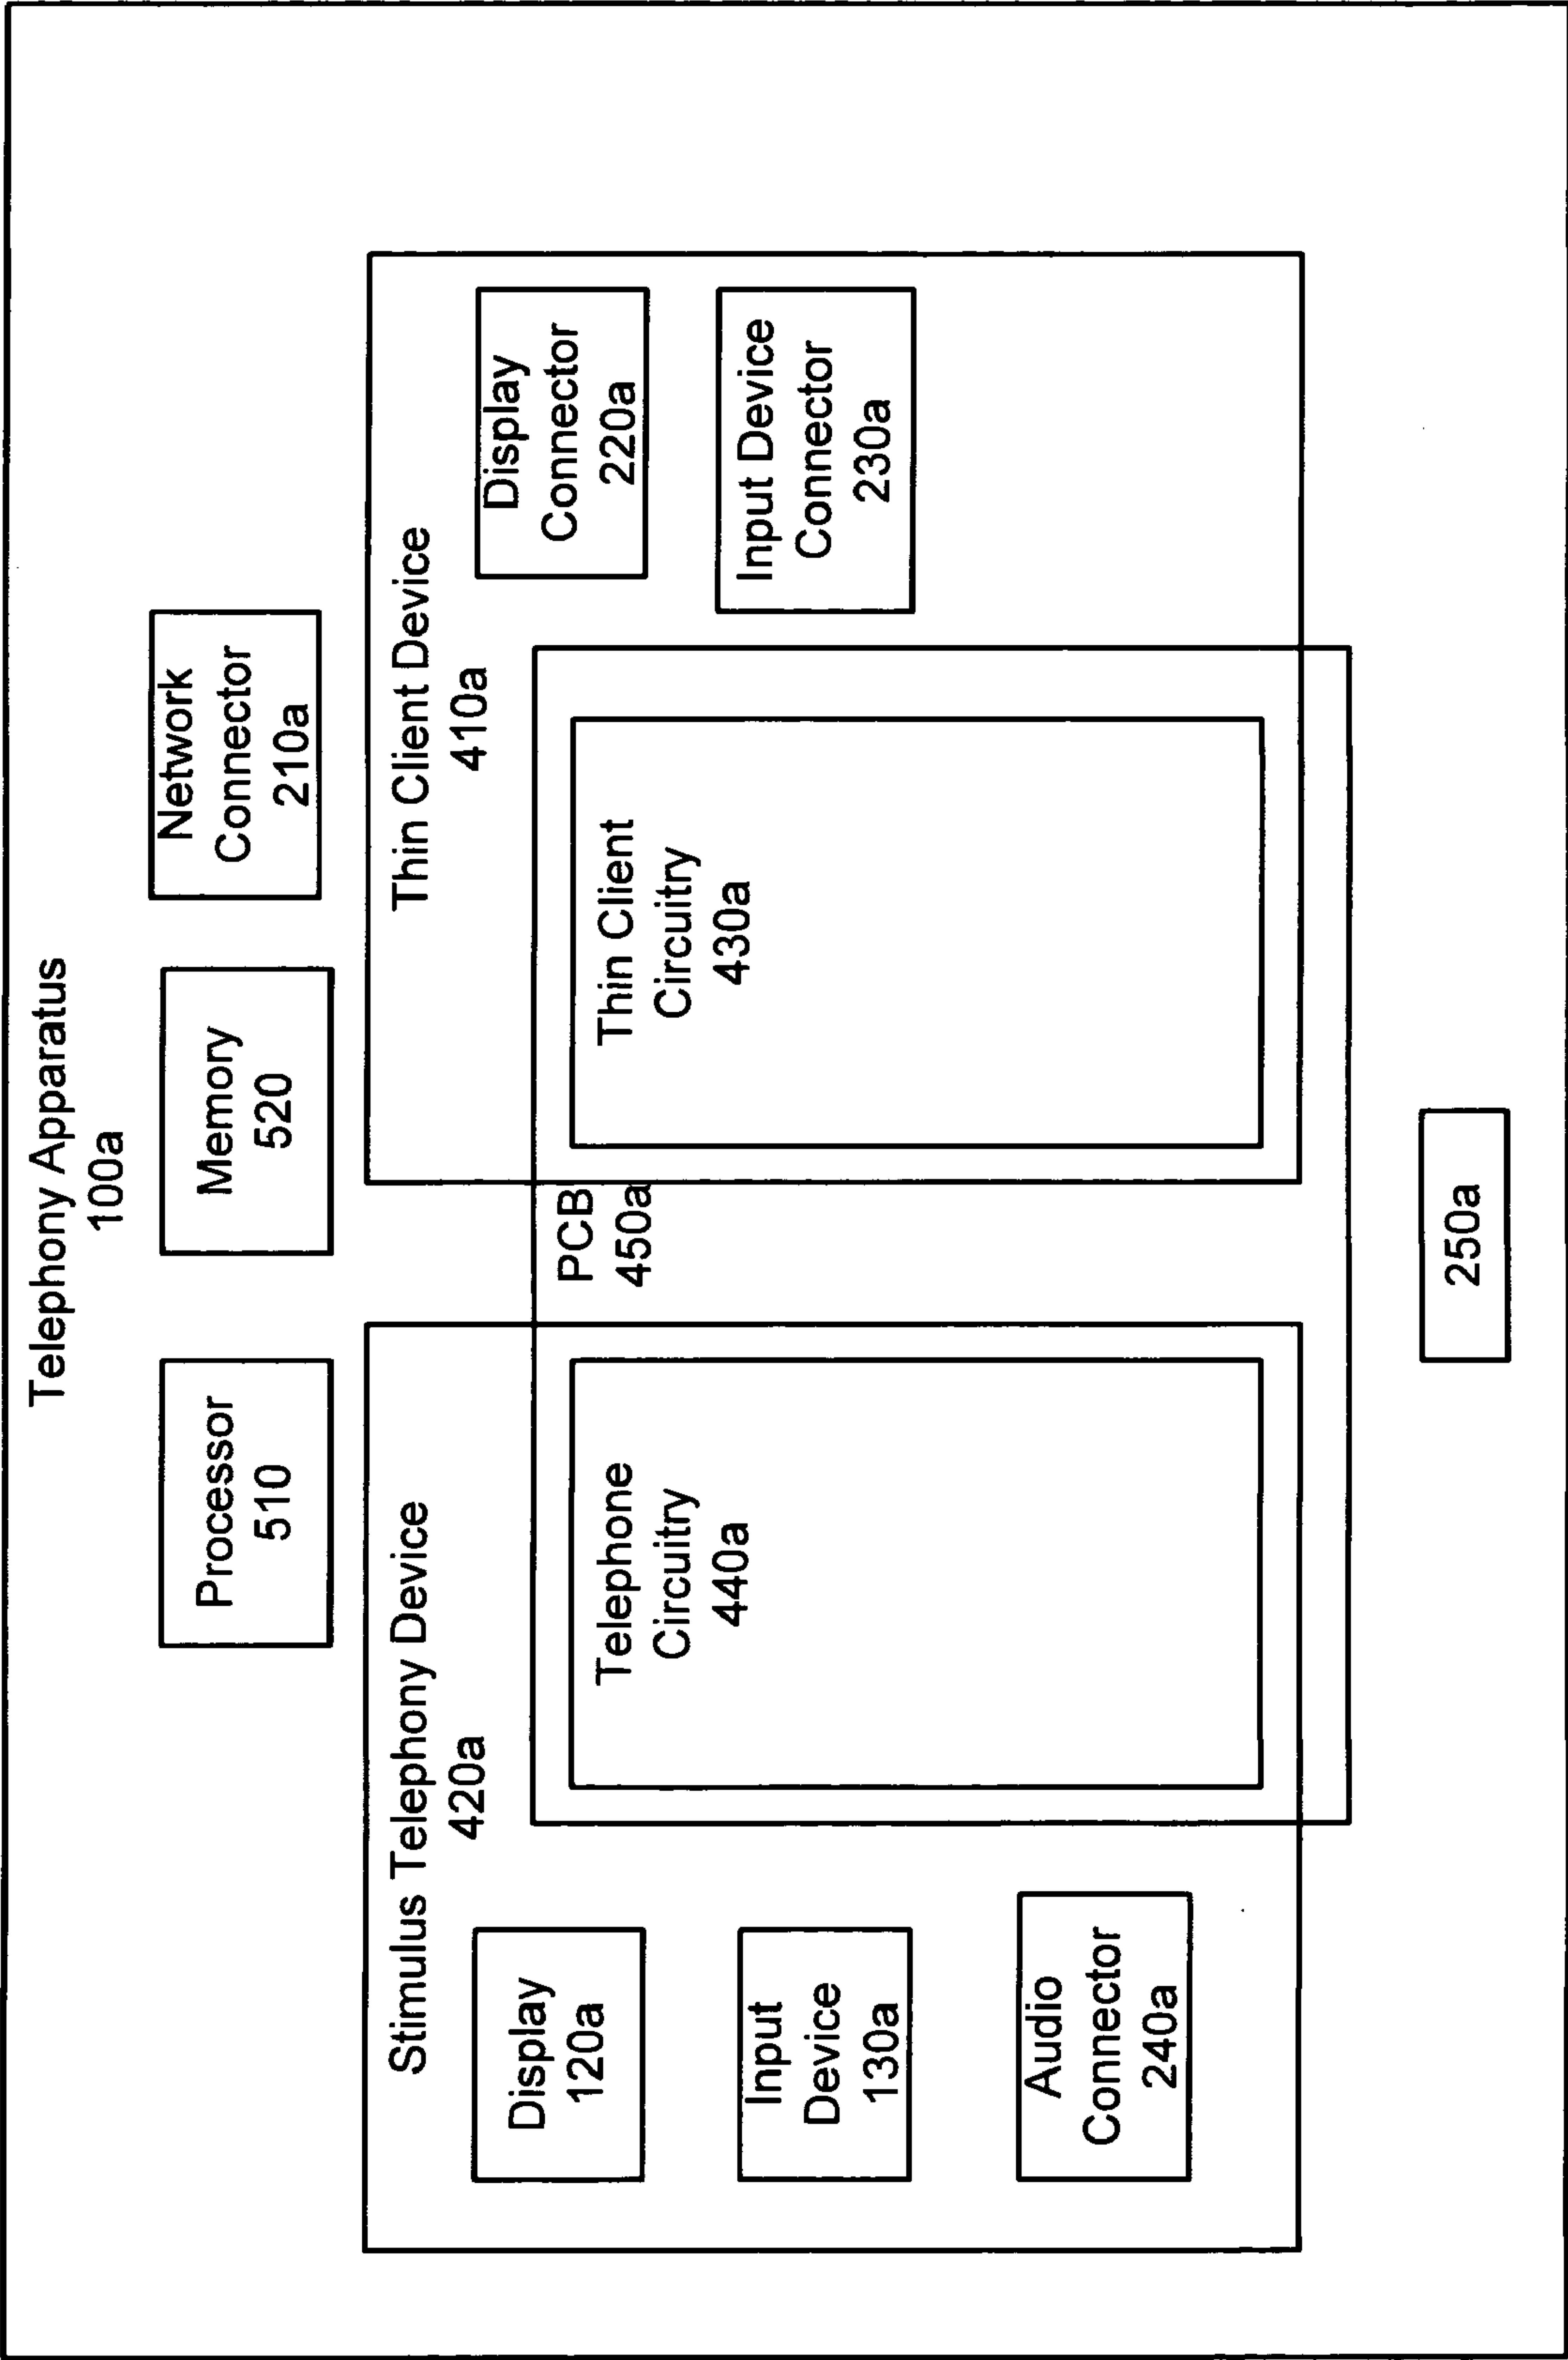 Telephony Apparatus
100a
Processor
510
Memory
520
Network
Connector
210a
Stimulus Telephony Device
420a
Display
120a
Input
Device
130a
Audio
Connector
240a
Telephone
Circuitry
440a
PCB
450a
Thin Client Device
410a
Thin Client
Circuitry
430a
Display
Connector
220a
Input Device
Connector
230a
250a